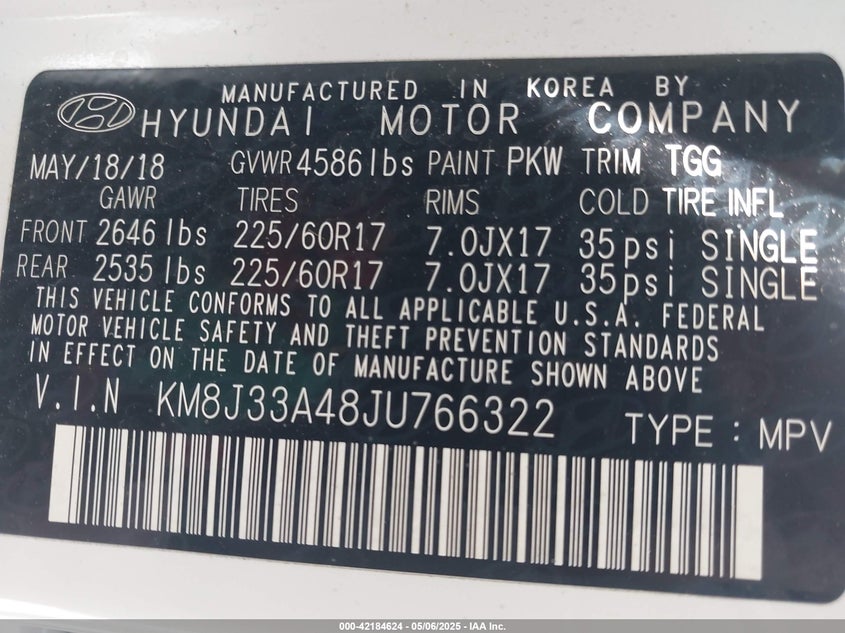 MANUFACTURED IN KOREA BY
HYUNDAI MOTOR COMPANY
MAY/18/18 GVWR 4586lbs PAINT PKW TRIM TGG
GAWR TIRES RIMS COLD TIRE INFL
FRONT 2646 lbs 225/60R17 7.0JX17 35psi SINGLE
REAR 2535 lbs 225/60R17 7.0JX17 35psi SINGLE
THIS VEHICLE CONFORMS TO ALL APPLICABLE U.S.A. FEDERAL
MOTOR VEHICLE SAFETY AND THEFT PREVENTION STANDARDS
IN EFFECT ON THE DATE OF MANUFACTURE SHOWN ABOVE
V.I.N KM8J33A48JU766322 TYPE : MPV
000-42184624 - 05/06/2025 - IAA Inc.